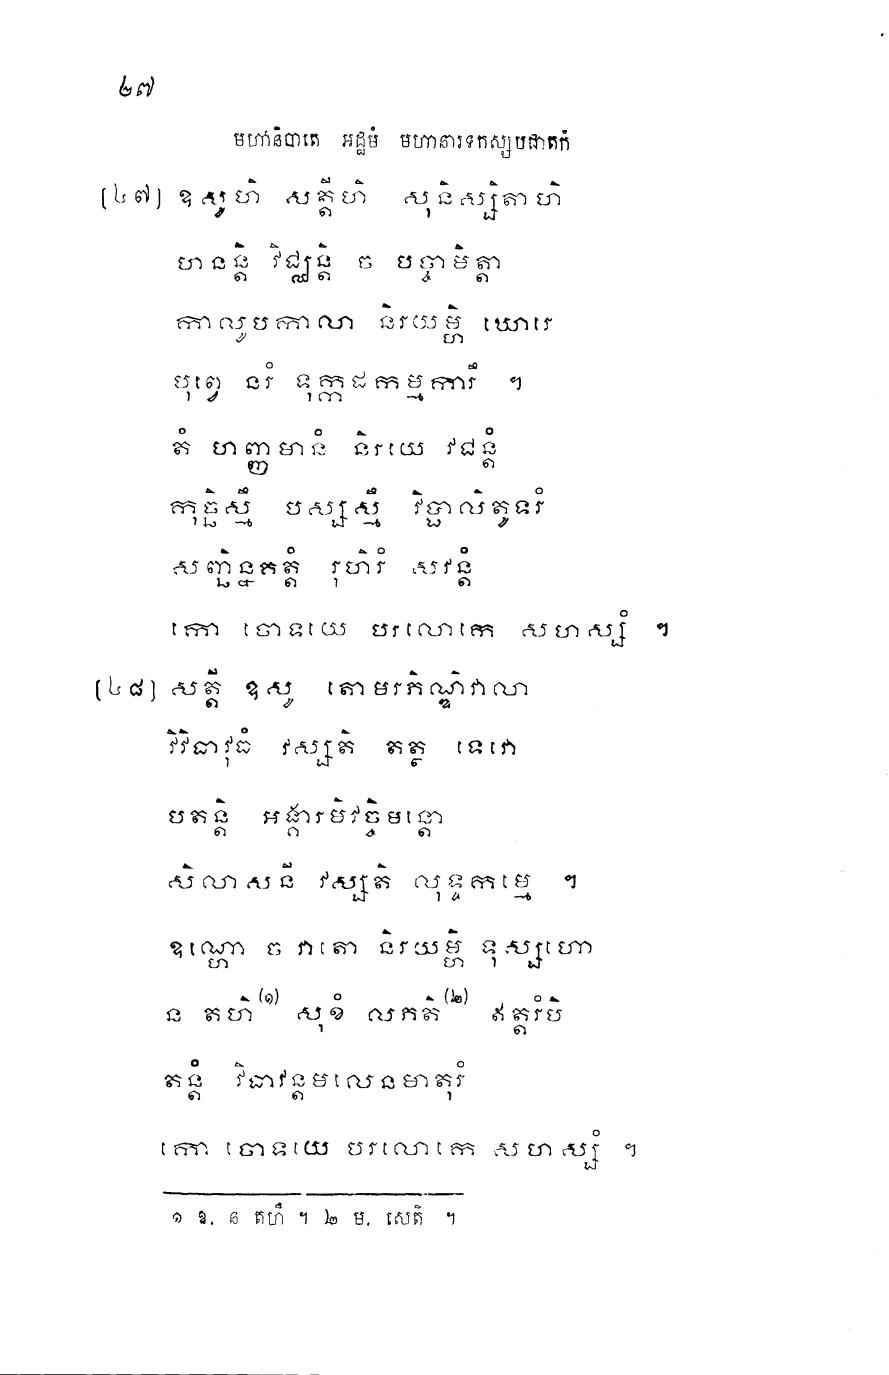 ២៧
មហានិបាតេ អដ្ឋមំ មហានារទកស្សបជាតកំ
[៤៧] ឧសូហិ សត្តីហិ សុនិស្សិតាហិ
ហនន្តិ វិជ្ឈន្តិ ច បច្ចាមិត្តា
កាលូបកាលា និរយម្ហិ ឃោរេ
បុព្វេ នរំ ទុក្កដកម្មការឹ ។
តំ ហញ្ញមានំ និរយេ វជន្តំ
កុច្ឆិស្មឹ បស្សស្មឹ វិប្ផាលិតូទរំ
សញ្ឆិន្នគត្តំ រុហិរំ សវន្តំ
កោ ចោទយេ បរលោកេ សហស្សំ ។
[៤៨] សត្តី ឧសូ តោមរភិណ្ឌិវាលា
វិវិធាវុធំ វស្សតិ តត្ថ ទេវោ
បតន្តិ អង្គារមិវច្ចិមន្តោ
សិលាសនី វស្សតិ លុទ្ទកម្មេ ។
ឧណ្ហោ ច វាតោ និរយម្ហិ ទុស្សហោ
ន តហិ(១) សុខំ លភតិ(២) ឥត្តរំបិ
តន្តំ វិធាវន្តមលេនមាតុរំ
កោ ចោទយេ បរលោកេ សហស្សំ ។
១ ឱ. ន តហឹ ។ ២ ម. សេតិ ។